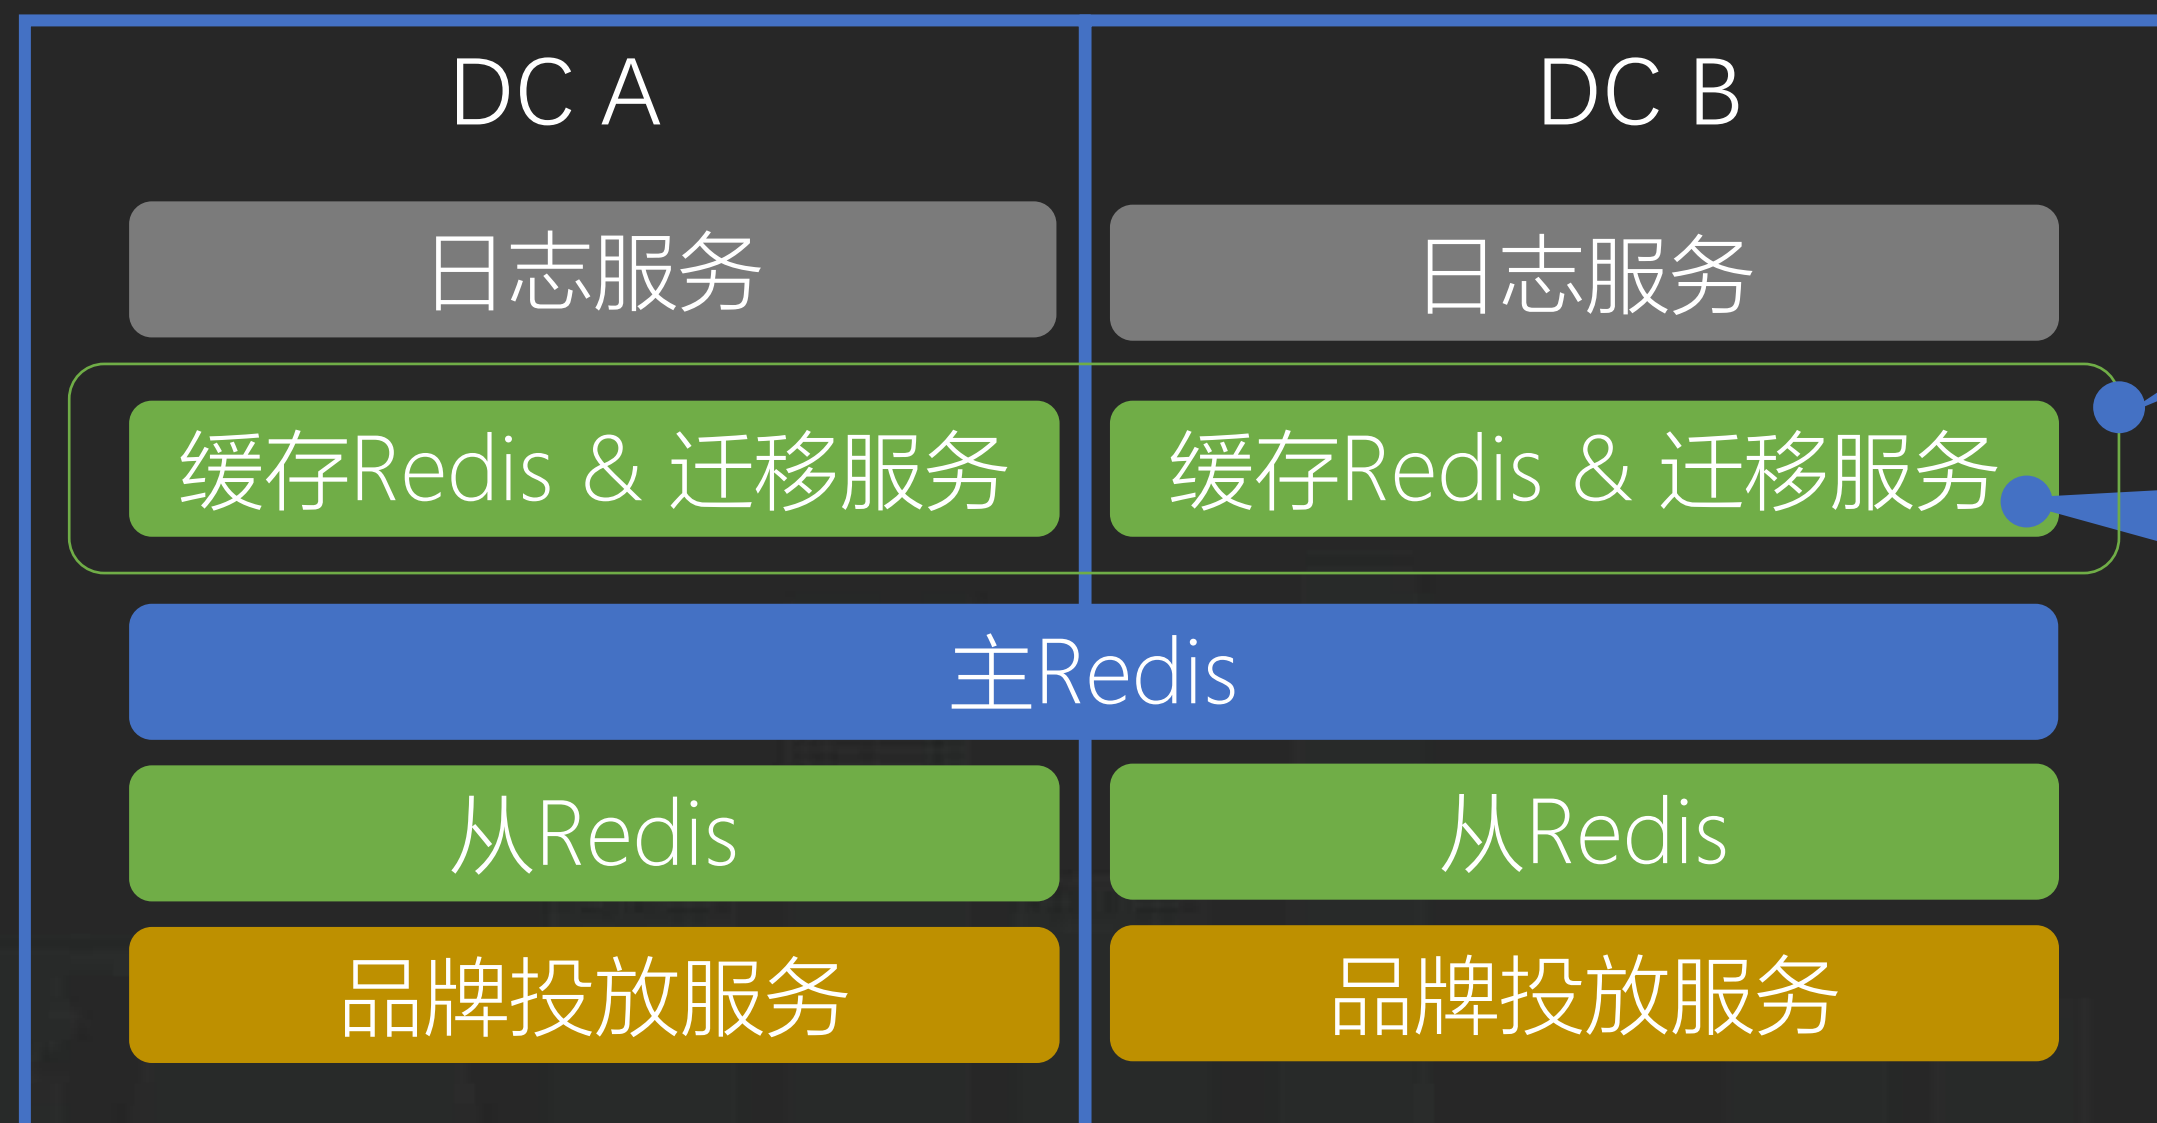 DC A
DC B
日志服务
日志服务
缓存Redis & 迁移服务
缓存Redis & 迁移服务
主Redis
从Redis
从Redis
品牌投放服务
品牌投放服务